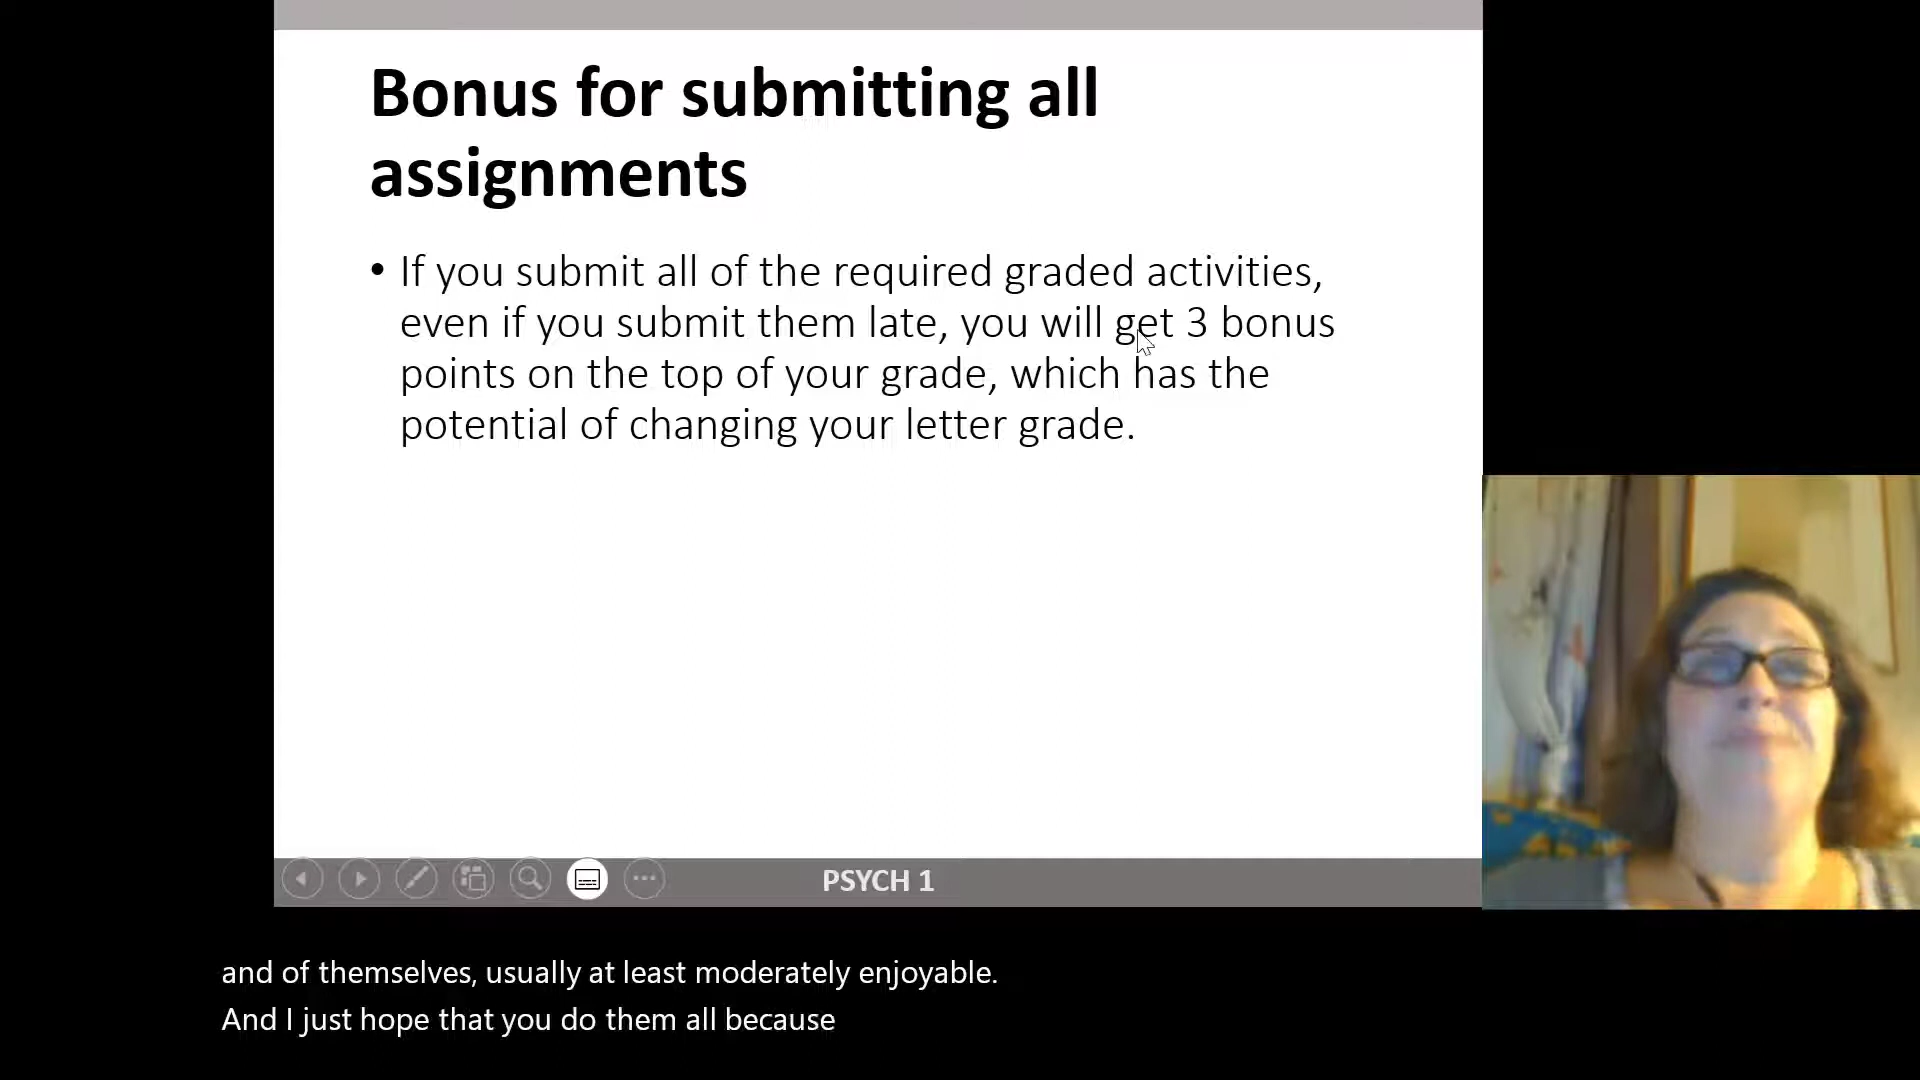 Bonus for submitting all
assignments
• If you submit all of the required graded activities,
even if you submit them late, you will get 3 bonus
points on the top of your grade, which has the
potential of changing your letter grade.
PSYCH 1
and of themselves, usually at least moderately enjoyable.
And I just hope that you do them all because